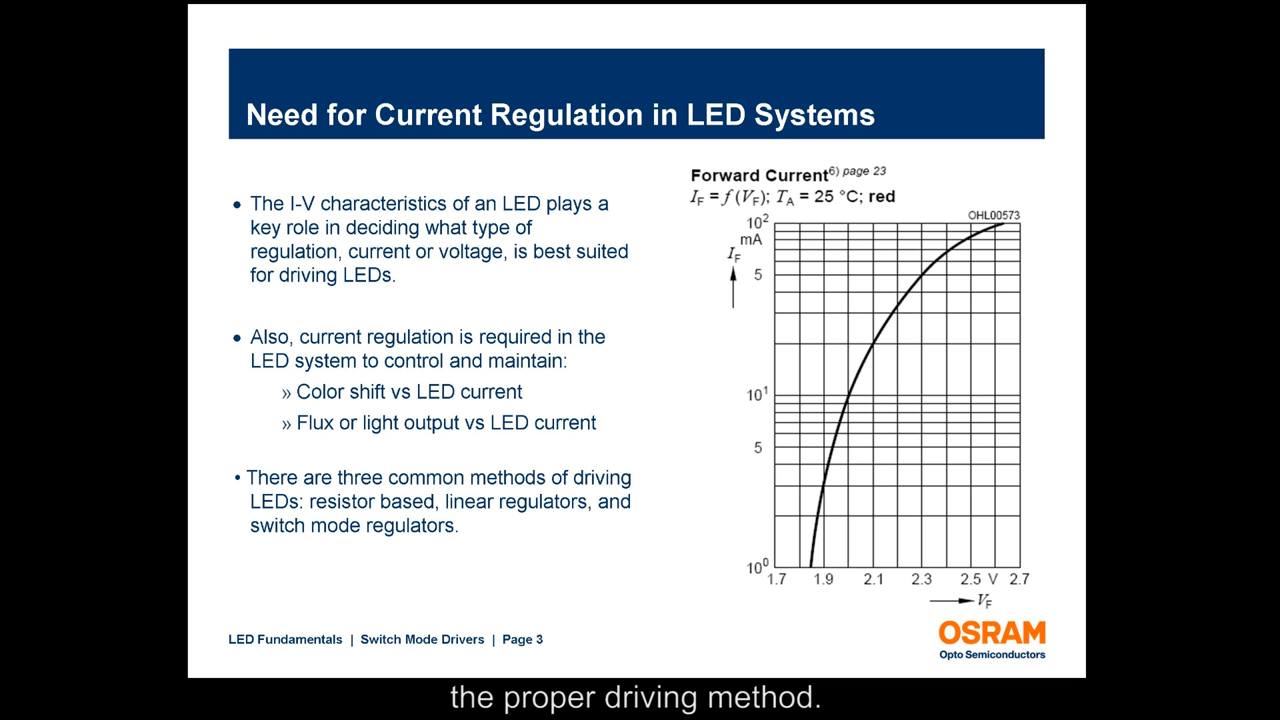 Need for Current Regulation in LED Systems
• The I-V characteristics of an LED plays a
key role in deciding what type of
regulation, current or voltage, is best suited
for driving LEDs.
• Also, current regulation is required in the
LED system to control and maintain:
» Color shift vs LED current
» Flux or light output vs LED current
• There are three common methods of driving
LEDs: resistor based, linear regulators, and
switch mode regulators.
Forward Current⁶⁾ page 23
I_F = f (V_F); T_A = 25 °C; red
OHL00573
10²
mA
I_F
5
10¹
5
10⁰
1.7 1.9 2.1 2.3 2.5 V 2.7
V_F
LED Fundamentals | Switch Mode Drivers | Page 3
OSRAM
Opto Semiconductors
the proper driving method.